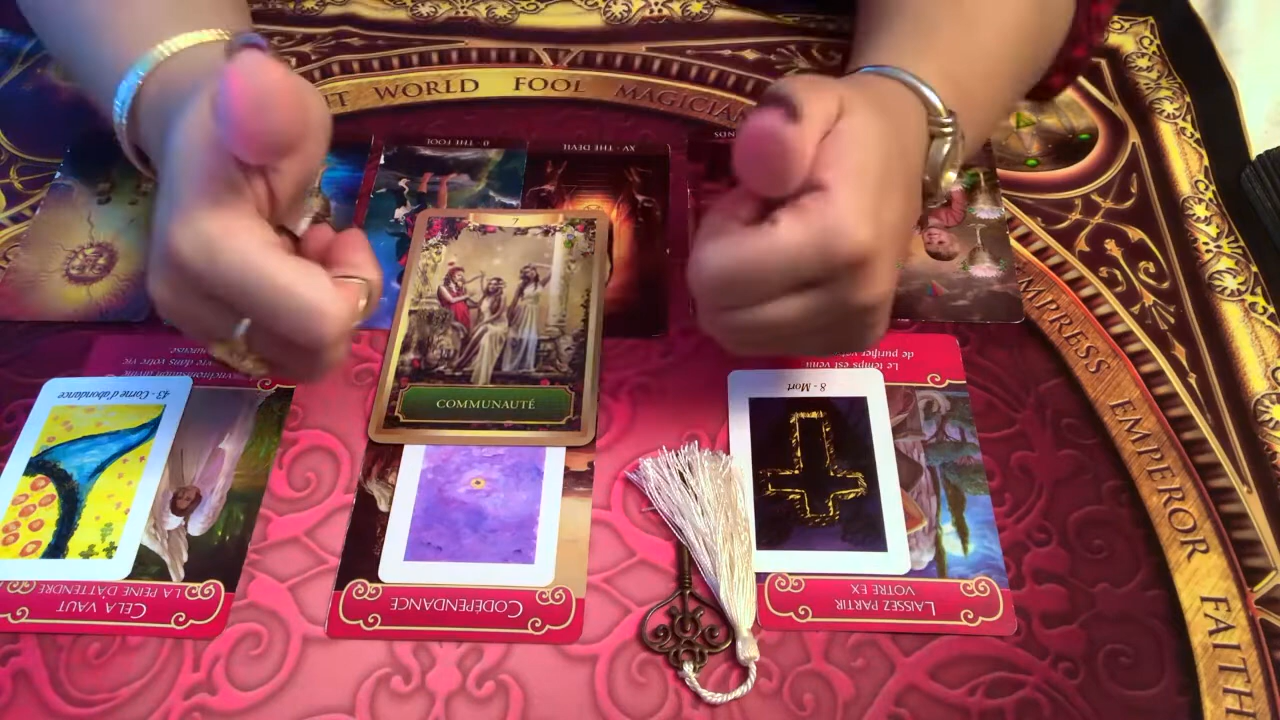 WORLD FOOL MAGICIAN
0 · THE FOOL
XV · THE DEVIL
7
COMMUNAUTÉ
EMPRESS
EMPEROR
FAITH
43 - Corne d'abondance
CELA VAUT
LA PEINE D'ATTENDRE
CODÉPENDANCE
Le temps est venu
de purifier
8 - Mort
LAISSEZ PARTIR
VOTRE EX